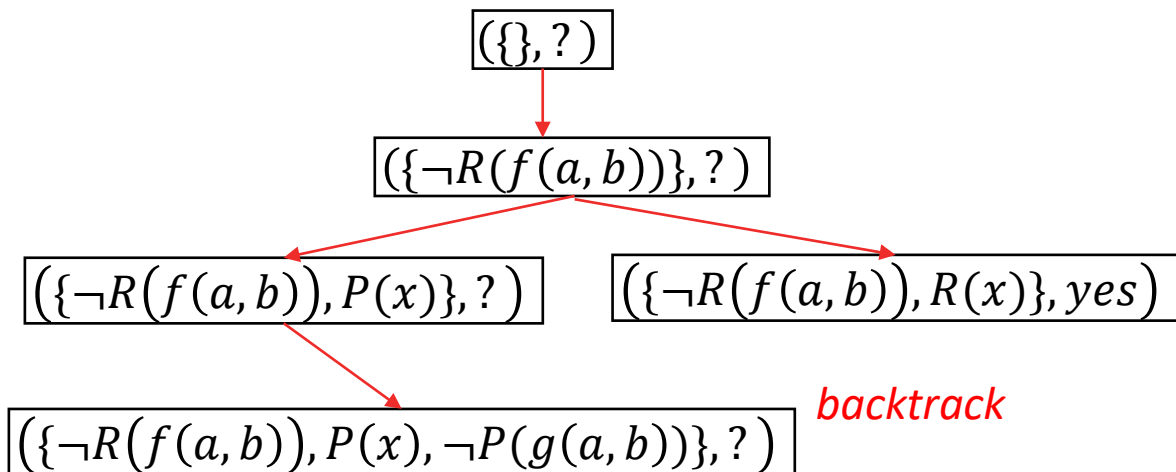 ({}, ?)
({¬R(f(a, b))}, ?)
({¬R(f(a, b)), P(x)}, ?)
({¬R(f(a, b)), R(x)}, yes)
backtrack
({¬R(f(a, b)), P(x), ¬P(g(a, b))}, ?)